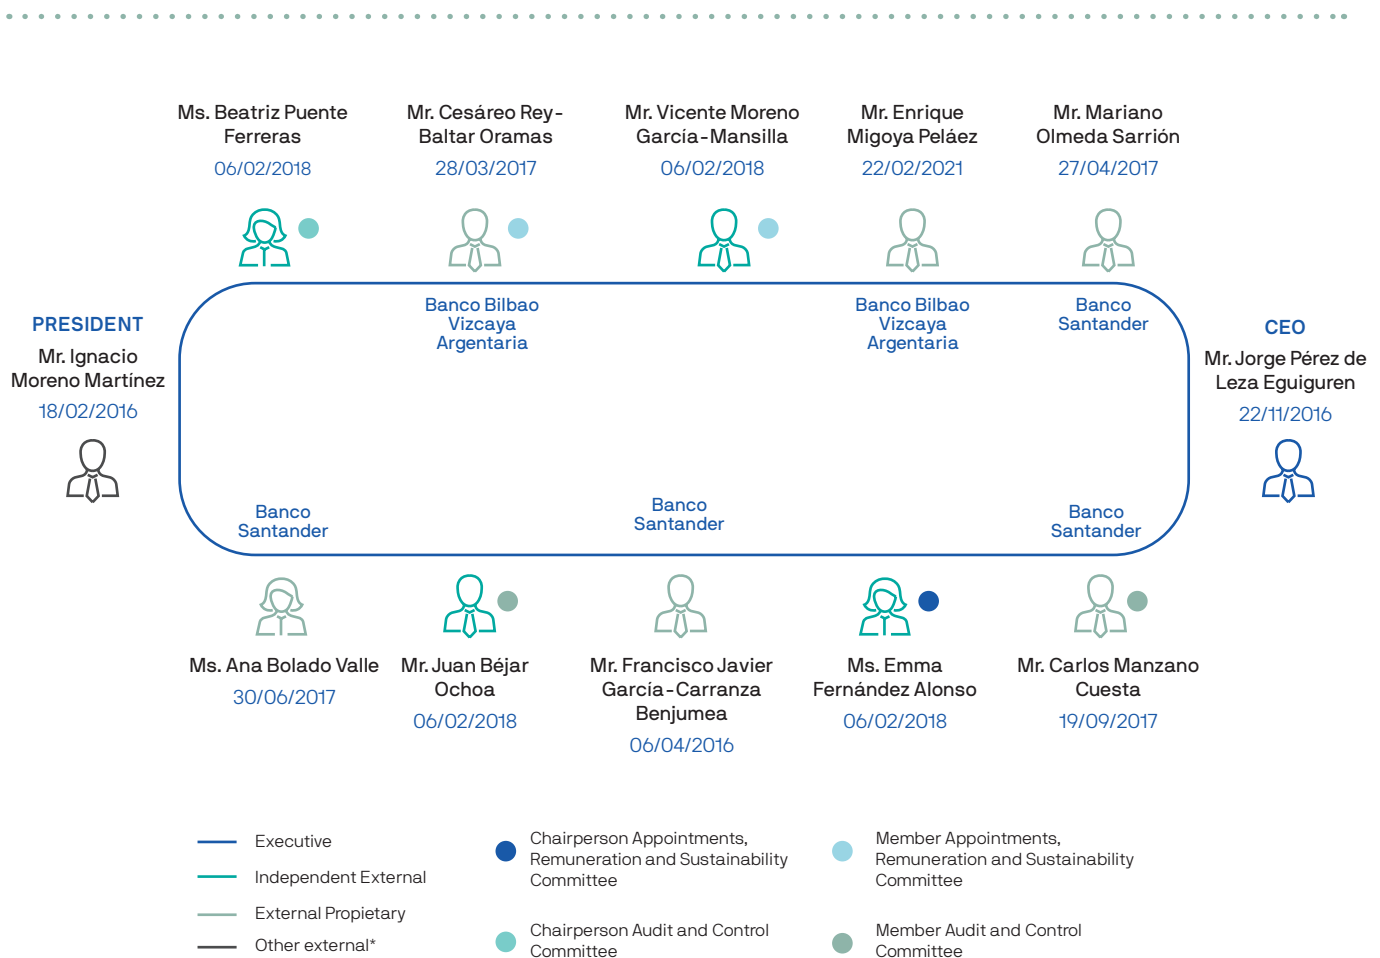 Ms. Beatriz Puente
Ferreras
06/02/2018
Mr. Cesáreo Rey-
Baltar Oramas
28/03/2017
Mr. Vicente Moreno
García-Mansilla
06/02/2018
Mr. Enrique
Migoya Peláez
22/02/2021
Mr. Mariano
Olmeda Sarrión
27/04/2017
Banco Bilbao
Vizcaya
Argentaria
Banco Bilbao
Vizcaya
Argentaria
Banco
Santander
PRESIDENT
Mr. Ignacio
Moreno Martínez
18/02/2016
CEO
Mr. Jorge Pérez de
Leza Eguiguren
22/11/2016
Banco
Santander
Banco
Santander
Banco
Santander
Ms. Ana Bolado Valle
30/06/2017
Mr. Juan Béjar
Ochoa
06/02/2018
Mr. Francisco Javier
García-Carranza
Benjumea
06/04/2016
Ms. Emma
Fernández Alonso
06/02/2018
Mr. Carlos Manzano
Cuesta
19/09/2017
Executive
Independent External
External Propietary
Other external*
Chairperson Appointments,
Remuneration and Sustainability
Committee
Chairperson Audit and Control
Committee
Member Appointments,
Remuneration and Sustainability
Committee
Member Audit and Control
Committee